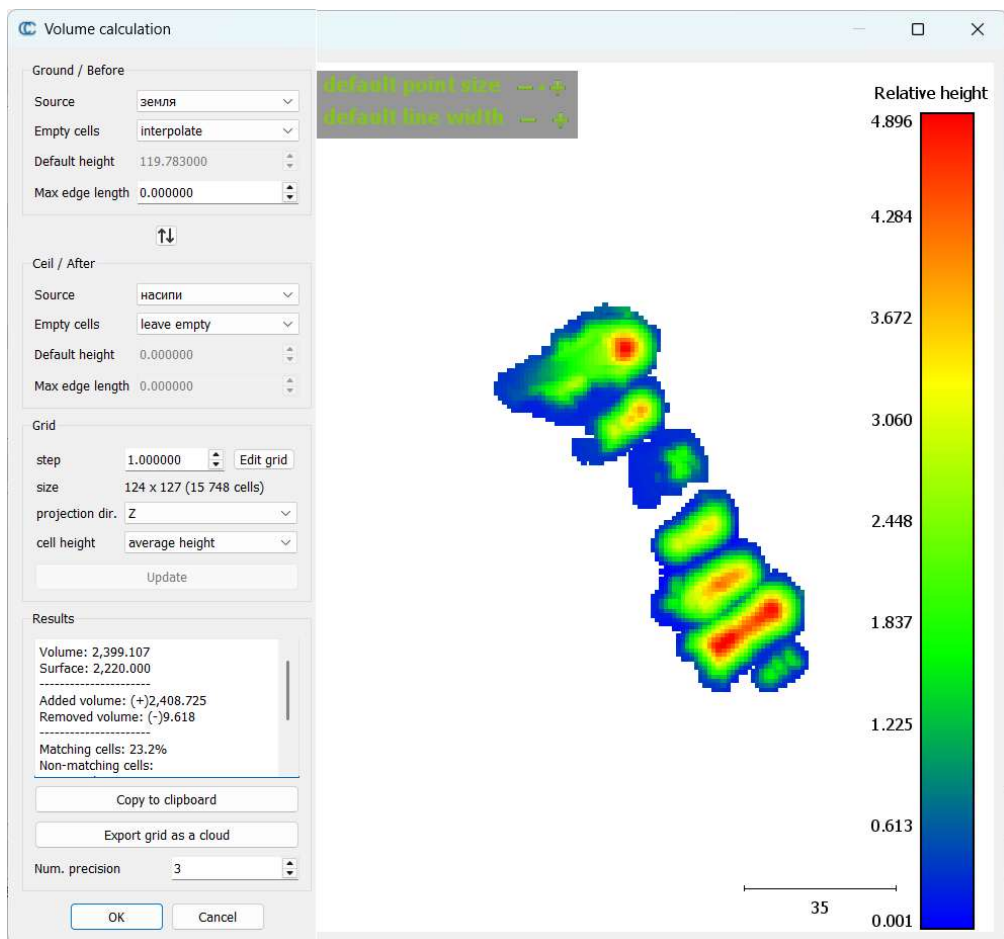 Volume calculation
Ground / Before
Source земля
Empty cells interpolate
Default height 119.783000
Max edge length 0.000000
Ceil / After
Source насипи
Empty cells leave empty
Default height 0.000000
Max edge length 0.000000
Grid
step 1.000000 Edit grid
size 124 x 127 (15 748 cells)
projection dir. Z
cell height average height
Update
Results
Volume: 2,399.107
Surface: 2,220.000
----------------------
Added volume: (+)2,408.725
Removed volume: (-)9.618
----------------------
Matching cells: 23.2%
Non-matching cells:
Copy to clipboard
Export grid as a cloud
Num. precision 3
OK Cancel
default point size
default line width
Relative height
4.896
4.284
3.672
3.060
2.448
1.837
1.225
0.613
0.001
35